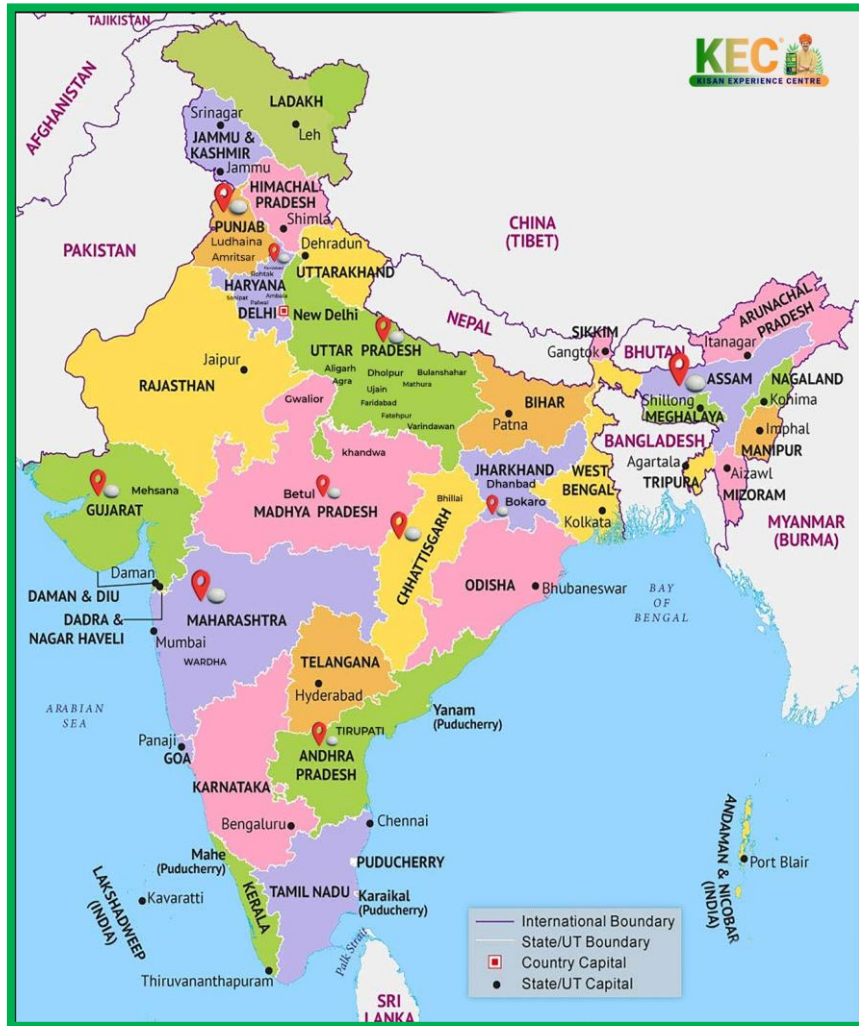 TAJIKISTAN
KEC
KISAN EXPERIENCE CENTRE
AFGHANISTAN
LADAKH
Srinagar
Leh
JAMMU &
KASHMIR
Jammu
HIMACHAL
PRADESH
Shimla
PUNJAB
Ludhaina
Amritsar
PAKISTAN
CHINA
(TIBET)
Dehradun
UTTARAKHAND
HARYANA
Sonipat
Ambala
Palwal
DELHI
New Delhi
NEPAL
UTTAR PRADESH
Aligarh
Agra
Dholpur
Bulanshahar
Ujain
Mathura
Faridabad
Fatehpur
Varindawan
SIKKIM
Gangtok
BHUTAN
ARUNACHAL
PRADESH
Itanagar
ASSAM
NAGALAND
Kohima
Shillong
MEGHALAYA
Imphal
MANIPUR
BANGLADESH
Agartala
TRIPURA
Aizawl
MIZORAM
MYANMAR
(BURMA)
Jaipur
RAJASTHAN
Gwalior
BIHAR
Patna
khandwa
JHARKHAND
Dhanbad
Bokaro
WEST
BENGAL
Kolkata
Mehsana
GUJARAT
Betul
MADHYA PRADESH
Bhillai
CHHATTISGARH
ODISHA
Bhubaneswar
BAY
OF
BENGAL
Daman
DAMAN & DIU
DADRA &
NAGAR HAVELI
MAHARASHTRA
Mumbai
WARDHA
TELANGANA
Hyderabad
ARABIAN
SEA
Yanam
(Puducherry)
Panaji
GOA
TIRUPATI
ANDHRA
PRADESH
KARNATAKA
Bengaluru
Chennai
Mahe
(Puducherry)
PUDUCHERRY
TAMIL NADU
Karaikal
(Puducherry)
KERALA
LAKSHADWEEP
(INDIA)
Kavaratti
Thiruvananthapuram
Palk Strait
SRI
LANKA
ANDAMAN & NICOBAR
(INDIA)
Port Blair
International Boundary
State/UT Boundary
Country Capital
State/UT Capital